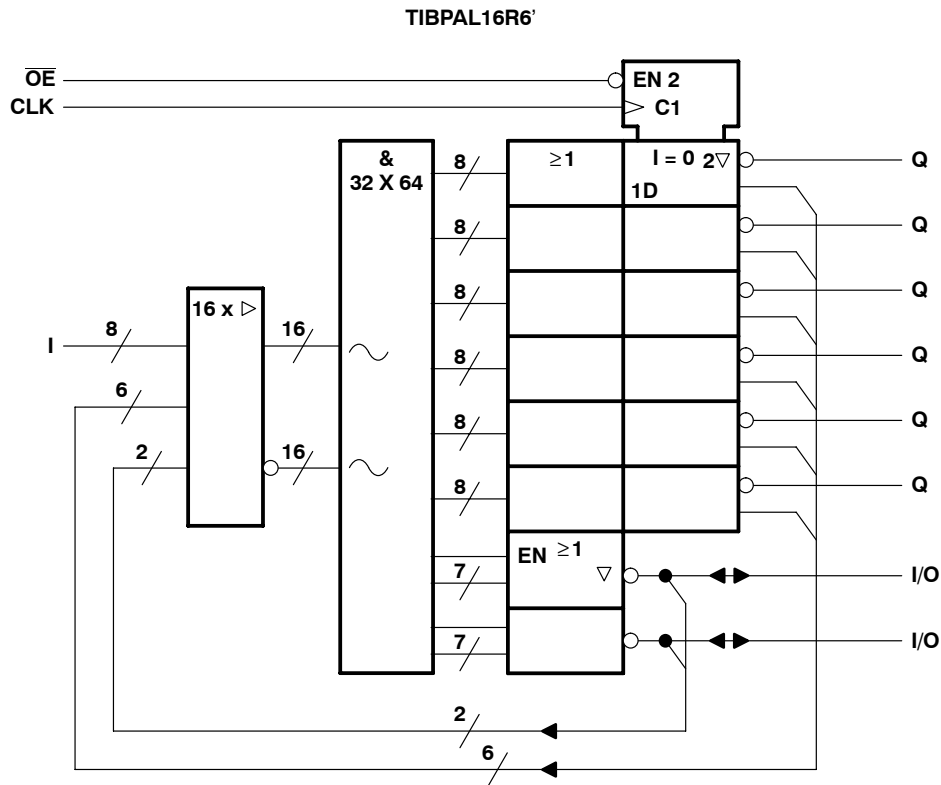 TIBPAL16R6’
OE
CLK
EN 2
C1
&
32 X 64
8
≥1
I = 0
2▽
1D
Q
8
Q
8
Q
16 x ▷
I
8
16
8
Q
6
8
Q
2
16
8
Q
EN ≥1
▽
7
I/O
7
I/O
2
6